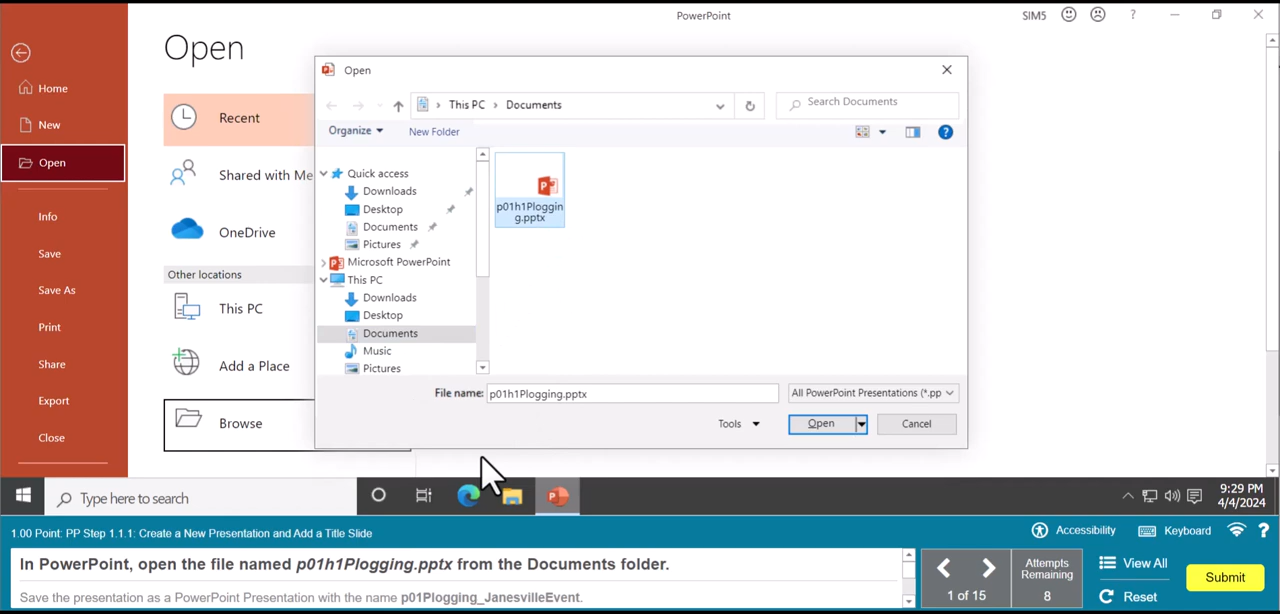 PowerPoint
SIM5
?
Open
Home
New
Open
Info
Save
Save As
Print
Share
Export
Close
Recent
Shared with Me
OneDrive
Other locations
This PC
Add a Place
Browse
Open
This PC > Documents
Search Documents
Organize
New Folder
?
Quick access
Downloads
Desktop
Documents
Pictures
Microsoft PowerPoint
This PC
Downloads
Desktop
Documents
Music
Pictures
p01h1Ploggin
g.pptx
File name: p01h1Plogging.pptx
All PowerPoint Presentations (*.pp
Tools
Open
Cancel
Type here to search
9:29 PM
4/4/2024
1.00 Point: PP Step 1.1.1: Create a New Presentation and Add a Title Slide
Accessibility
Keyboard
?
In PowerPoint, open the file named p01h1Plogging.pptx from the Documents folder.
Save the presentation as a PowerPoint Presentation with the name p01Plogging_JanesvilleEvent.
1 of 15
Attempts
Remaining
8
View All
Reset
Submit